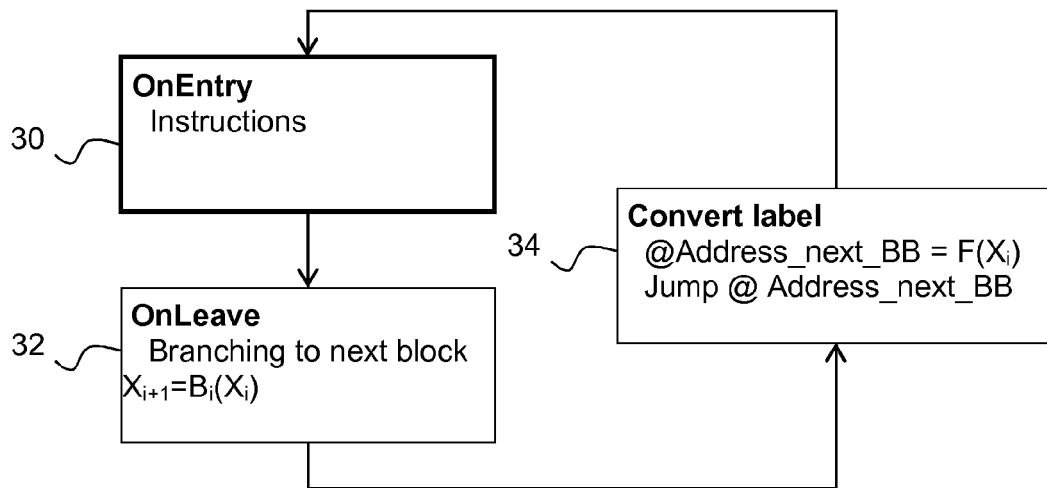 OnEntry
Instructions
30
Convert label
@Address_next_BB = F(Xᵢ)
Jump @ Address_next_BB
34
OnLeave
Branching to next block
Xᵢ₊₁=Bᵢ(Xᵢ)
32